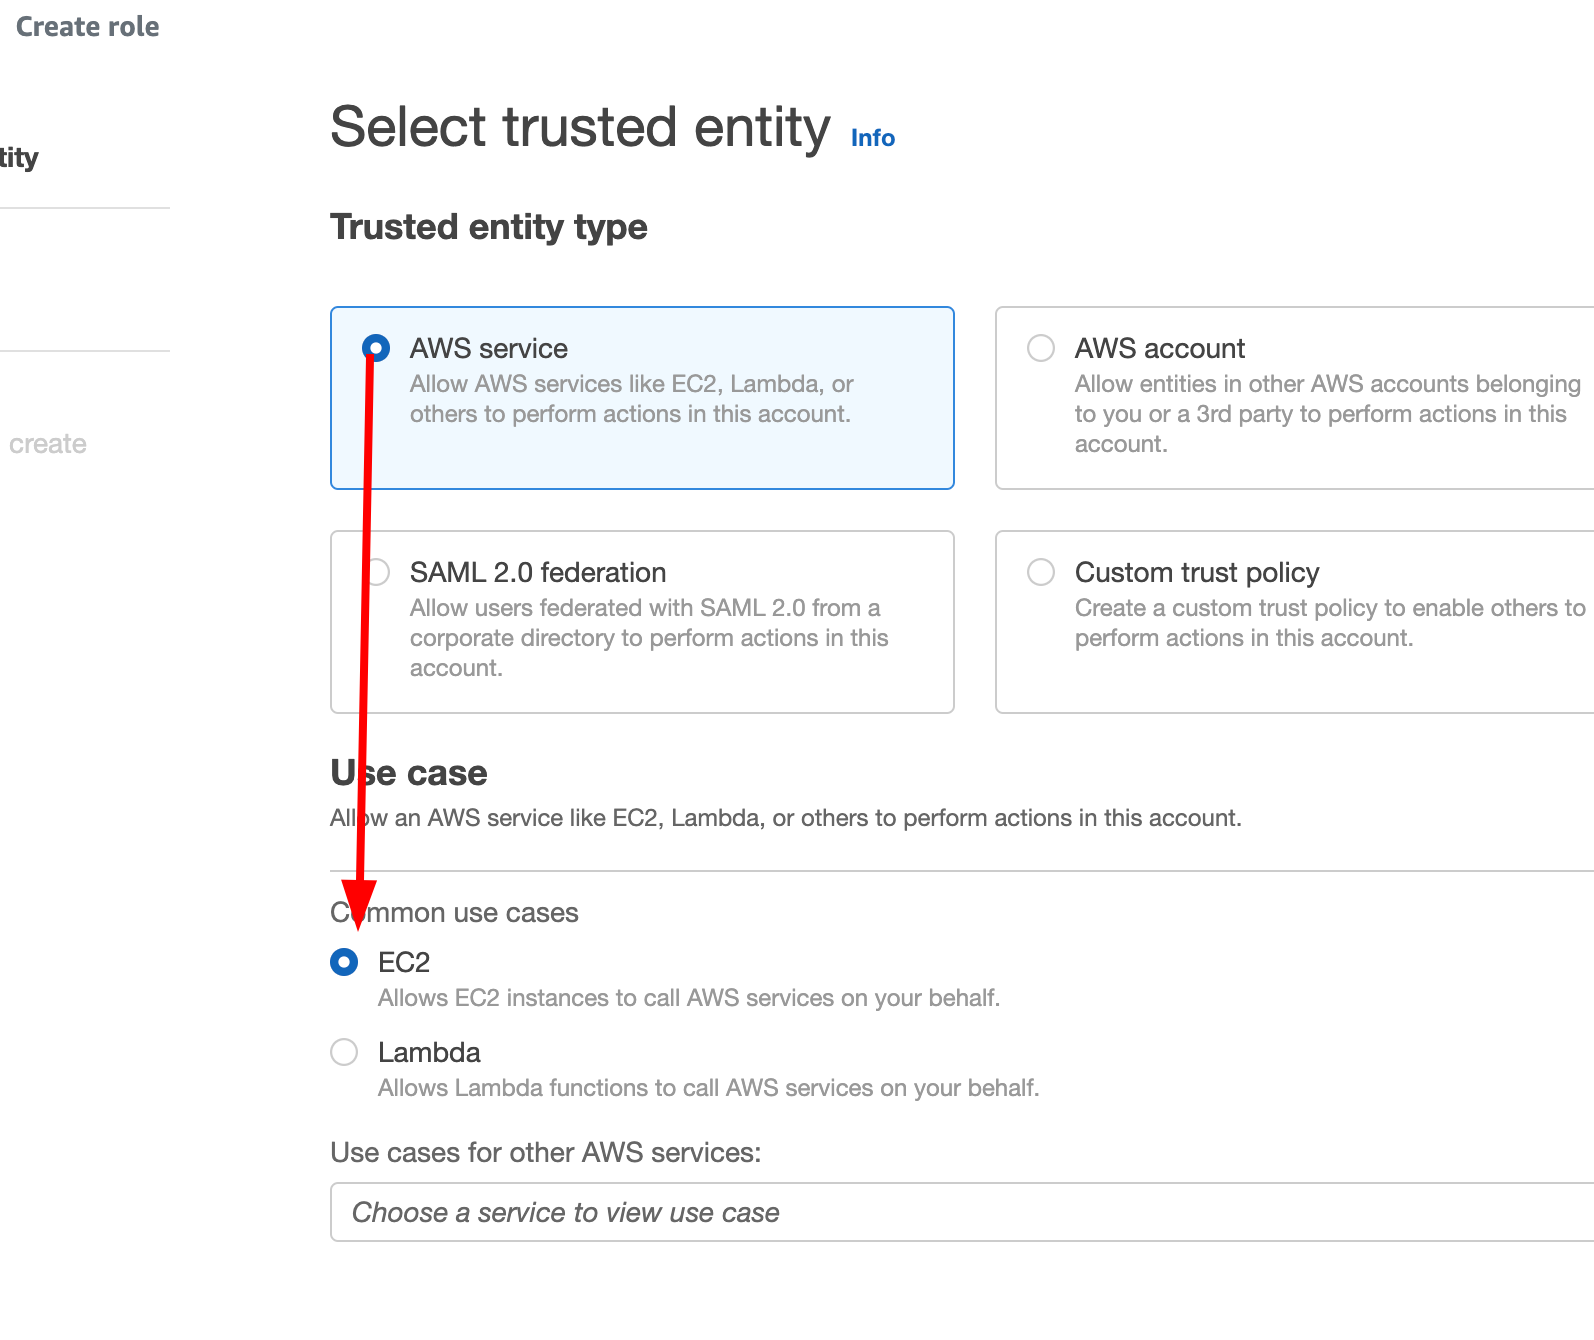 Create role
Select trusted entity Info
tity
Trusted entity type
AWS service
Allow AWS services like EC2, Lambda, or
others to perform actions in this account.
AWS account
Allow entities in other AWS accounts belonging
to you or a 3rd party to perform actions in this
account.
create
SAML 2.0 federation
Allow users federated with SAML 2.0 from a
corporate directory to perform actions in this
account.
Custom trust policy
Create a custom trust policy to enable others to
perform actions in this account.
Use case
Allow an AWS service like EC2, Lambda, or others to perform actions in this account.
Common use cases
EC2
Allows EC2 instances to call AWS services on your behalf.
Lambda
Allows Lambda functions to call AWS services on your behalf.
Use cases for other AWS services:
Choose a service to view use case